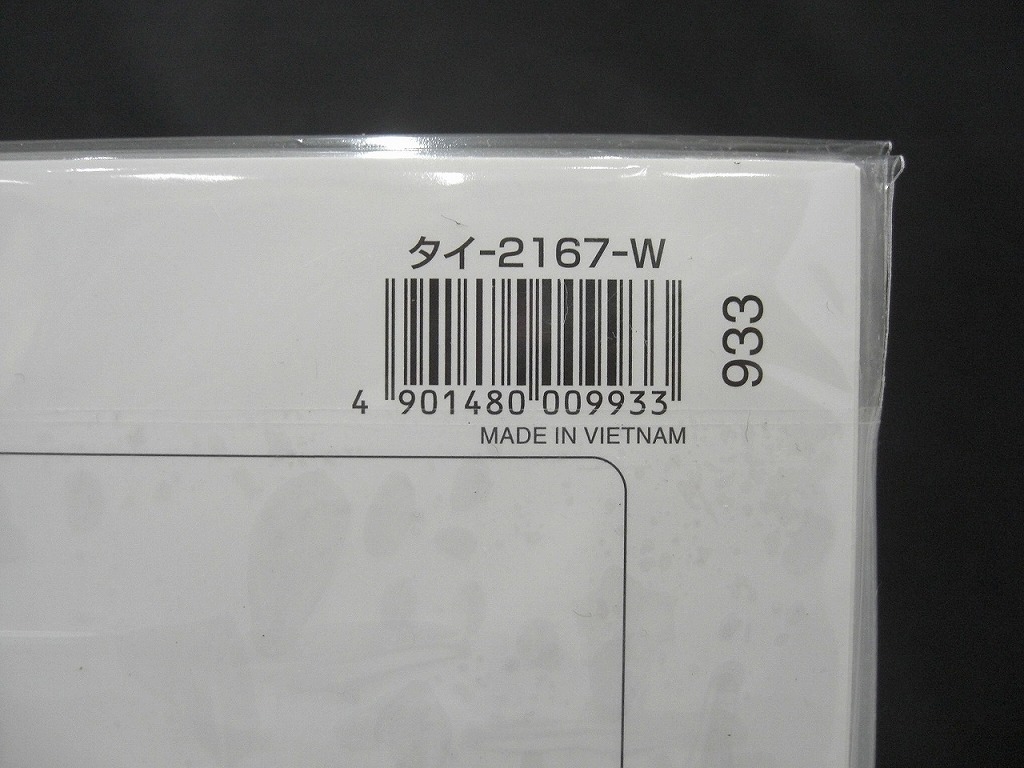 タイ-2167-W
933
4 901480 009933
MADE IN VIETNAM